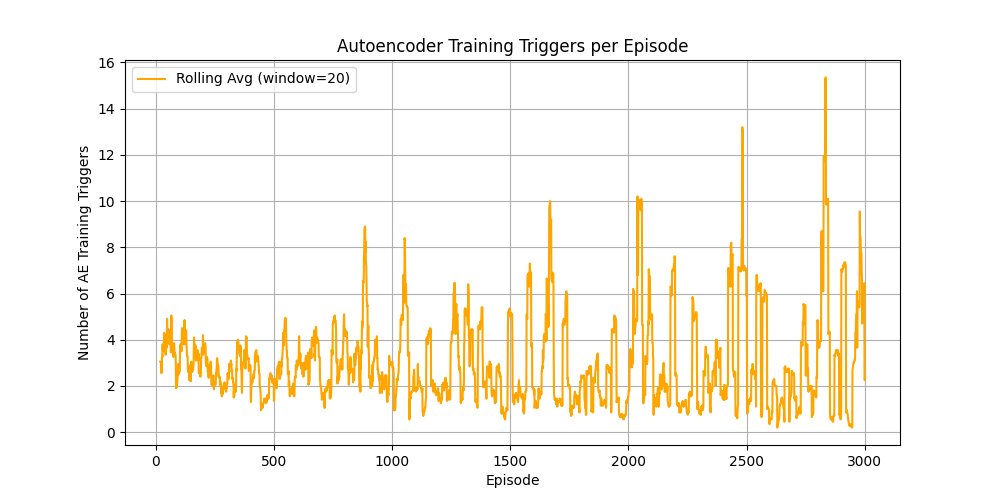 Autoencoder Training Triggers per Episode
Rolling Avg (window=20)
Number of AE Training Triggers
16
14
12
10
8
6
4
2
0
0 500 1000 1500 2000 2500 3000
Episode